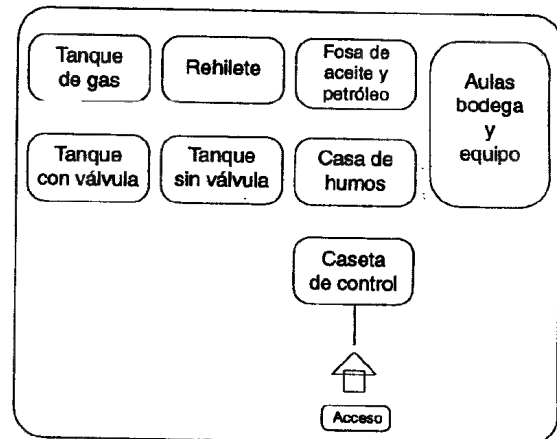 Tanque
de gas
Rehilete
Fosa de
aceite y
petróleo
Aulas
bodega
y
equipo
Tanque
con válvula
Tanque
sin válvula
Casa de
humos
Caseta
de control
Acceso